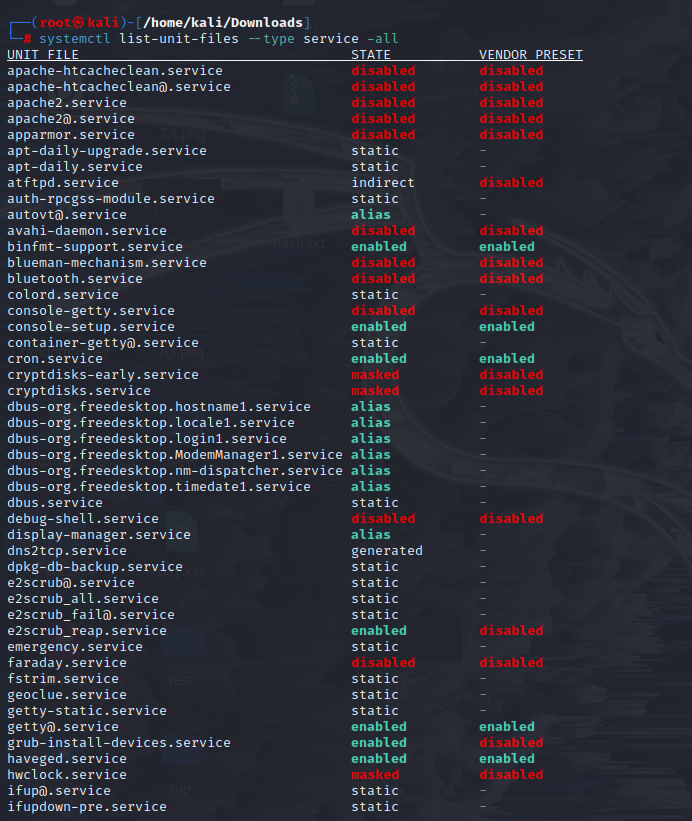 ┌──(root㉿kali)-[/home/kali/Downloads]
└─# systemctl list-unit-files --type service -all
UNIT FILE STATE VENDOR PRESET
apache-htcacheclean.service disabled disabled
apache-htcacheclean@.service disabled disabled
apache2.service disabled disabled
apache2@.service disabled disabled
apparmor.service disabled disabled
apt-daily-upgrade.service static -
apt-daily.service static -
atftpd.service indirect disabled
auth-rpcgss-module.service static -
autovt@.service alias -
avahi-daemon.service disabled disabled
binfmt-support.service enabled enabled
blueman-mechanism.service disabled disabled
bluetooth.service disabled disabled
colord.service static -
console-getty.service disabled disabled
console-setup.service enabled enabled
container-getty@.service static -
cron.service enabled enabled
cryptdisks-early.service masked disabled
cryptdisks.service masked disabled
dbus-org.freedesktop.hostname1.service alias -
dbus-org.freedesktop.locale1.service alias -
dbus-org.freedesktop.login1.service alias -
dbus-org.freedesktop.ModemManager1.service alias -
dbus-org.freedesktop.nm-dispatcher.service alias -
dbus-org.freedesktop.timedate1.service alias -
dbus.service static -
debug-shell.service disabled disabled
display-manager.service alias -
dns2tcp.service generated -
dpkg-db-backup.service static -
e2scrub@.service static -
e2scrub_all.service static -
e2scrub_fail@.service static -
e2scrub_reap.service enabled disabled
emergency.service static -
faraday.service disabled disabled
fstrim.service static -
geoclue.service static -
getty-static.service static -
getty@.service enabled enabled
grub-install-devices.service enabled disabled
haveged.service enabled enabled
hwclock.service masked disabled
ifup@.service static -
ifupdown-pre.service static -
hash.txt
test
top